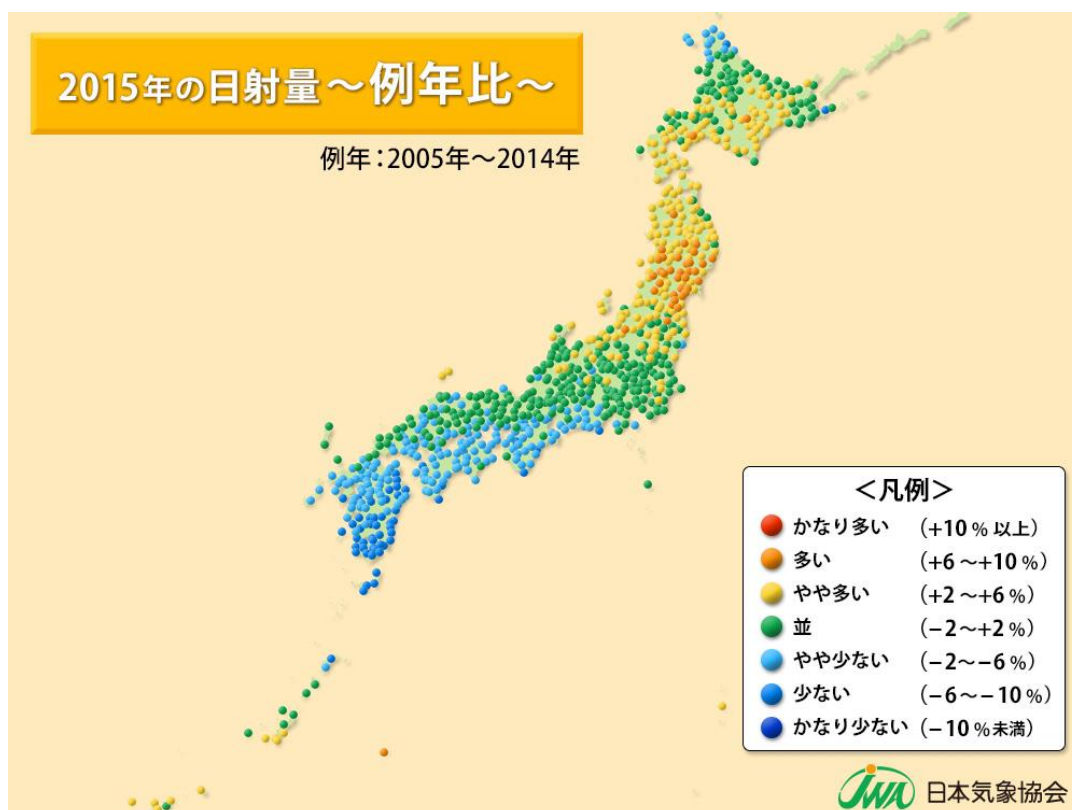 2015年の日射量～例年比～
例年：2005年～2014年
＜凡例＞
かなり多い （+10％以上）
多い （+6～+10％）
やや多い （+2～+6％）
並 （−2～+2％）
やや少ない （−2～−6％）
少ない （−6～−10％）
かなり少ない （−10％未満）
JWA 日本気象協会